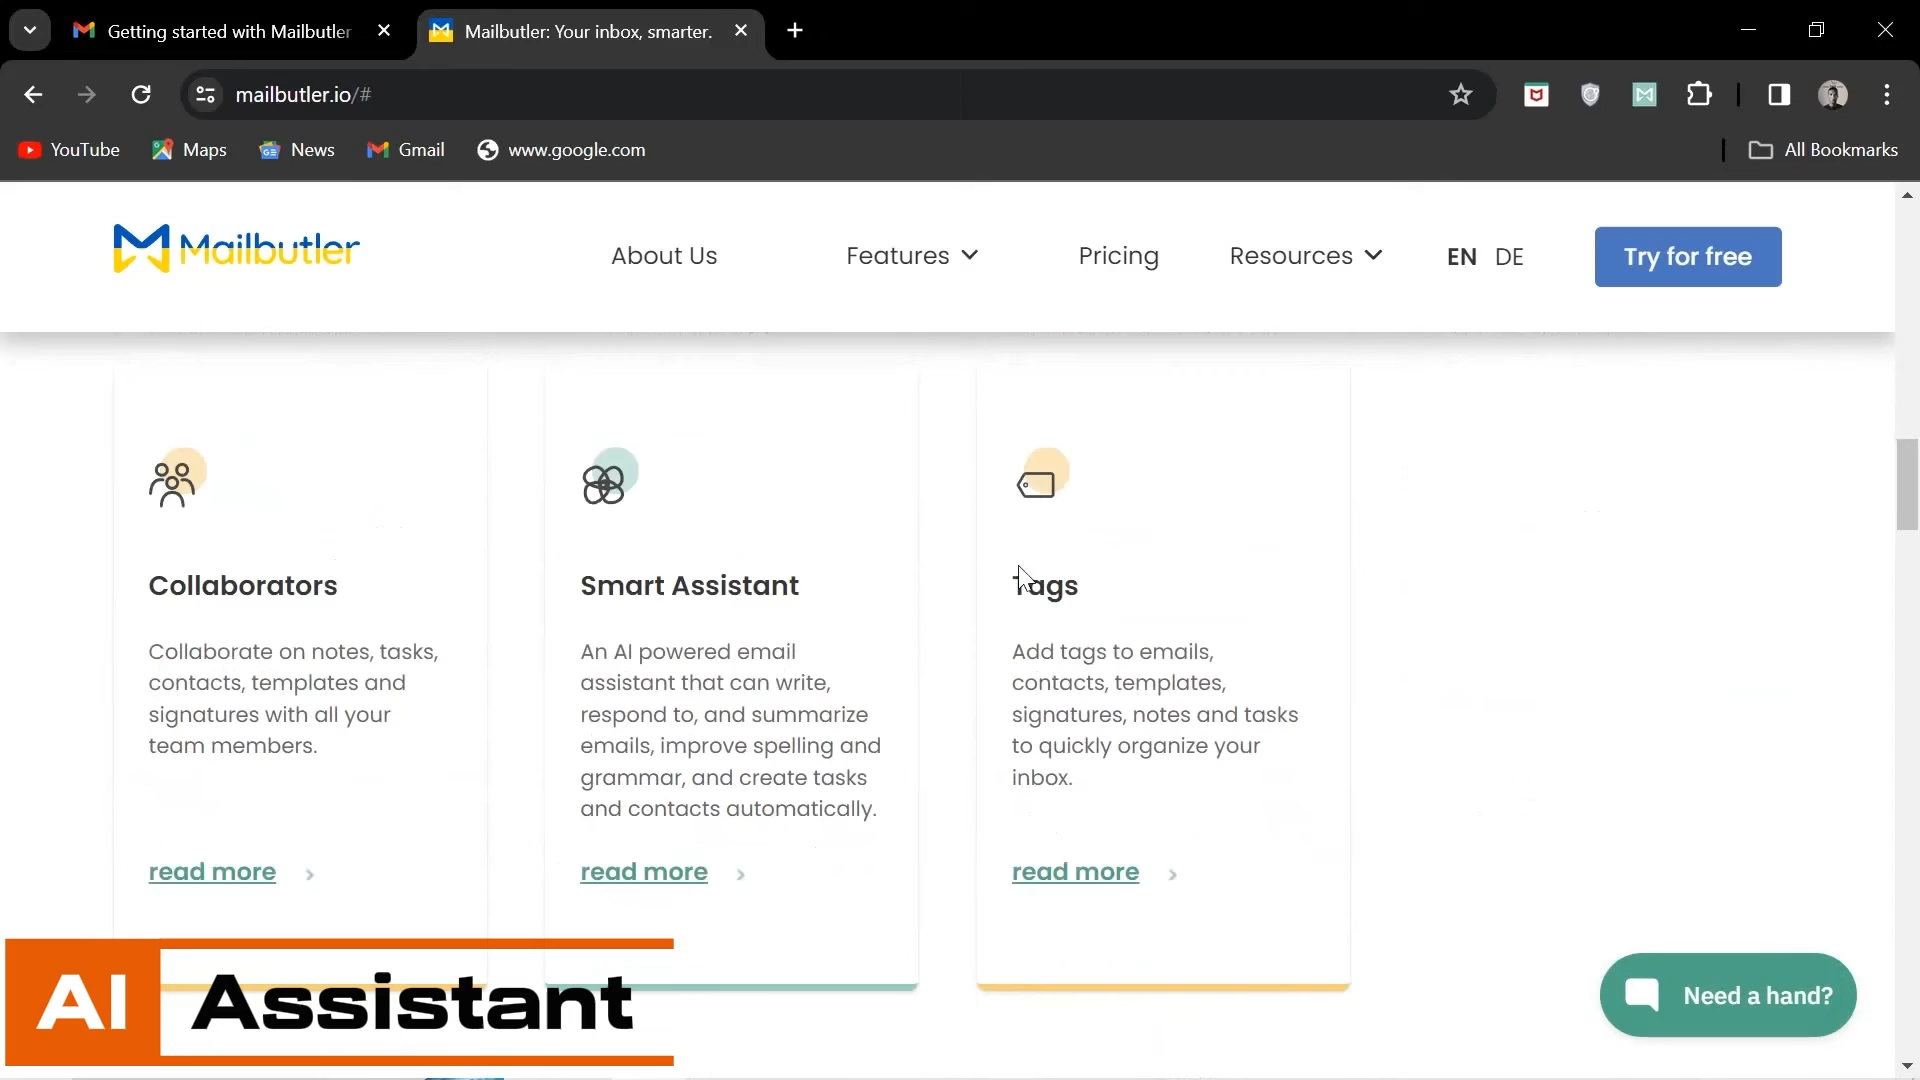 Getting started with Mailbutler
Mailbutler: Your inbox, smarter.
mailbutler.io/#
YouTube
Maps
News
Gmail
www.google.com
All Bookmarks
Mailbutler
About Us
Features
Pricing
Resources
EN DE
Try for free
Collaborators
Collaborate on notes, tasks,
contacts, templates and
signatures with all your
team members.
read more
Smart Assistant
An AI powered email
assistant that can write,
respond to, and summarize
emails, improve spelling and
grammar, and create tasks
and contacts automatically.
read more
Tags
Add tags to emails,
contacts, templates,
signatures, notes and tasks
to quickly organize your
inbox.
read more
AI Assistant
Need a hand?